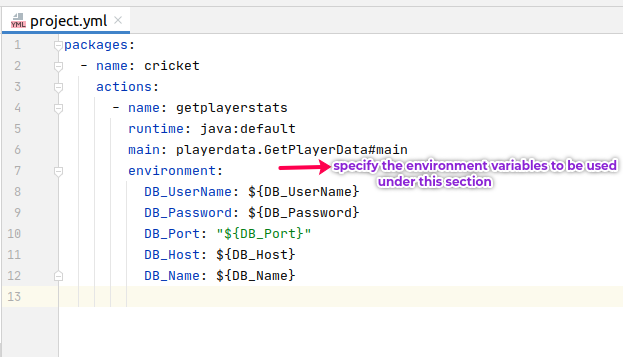 project.yml
1 packages:
2 - name: cricket
3 actions:
4 - name: getplayerstats
5 runtime: java:default
6 main: playerdata.GetPlayerData#main
7 environment:
specify the environment variables to be used
under this section
8 DB_UserName: ${DB_UserName}
9 DB_Password: ${DB_Password}
10 DB_Port: "${DB_Port}"
11 DB_Host: ${DB_Host}
12 DB_Name: ${DB_Name}
13
YML